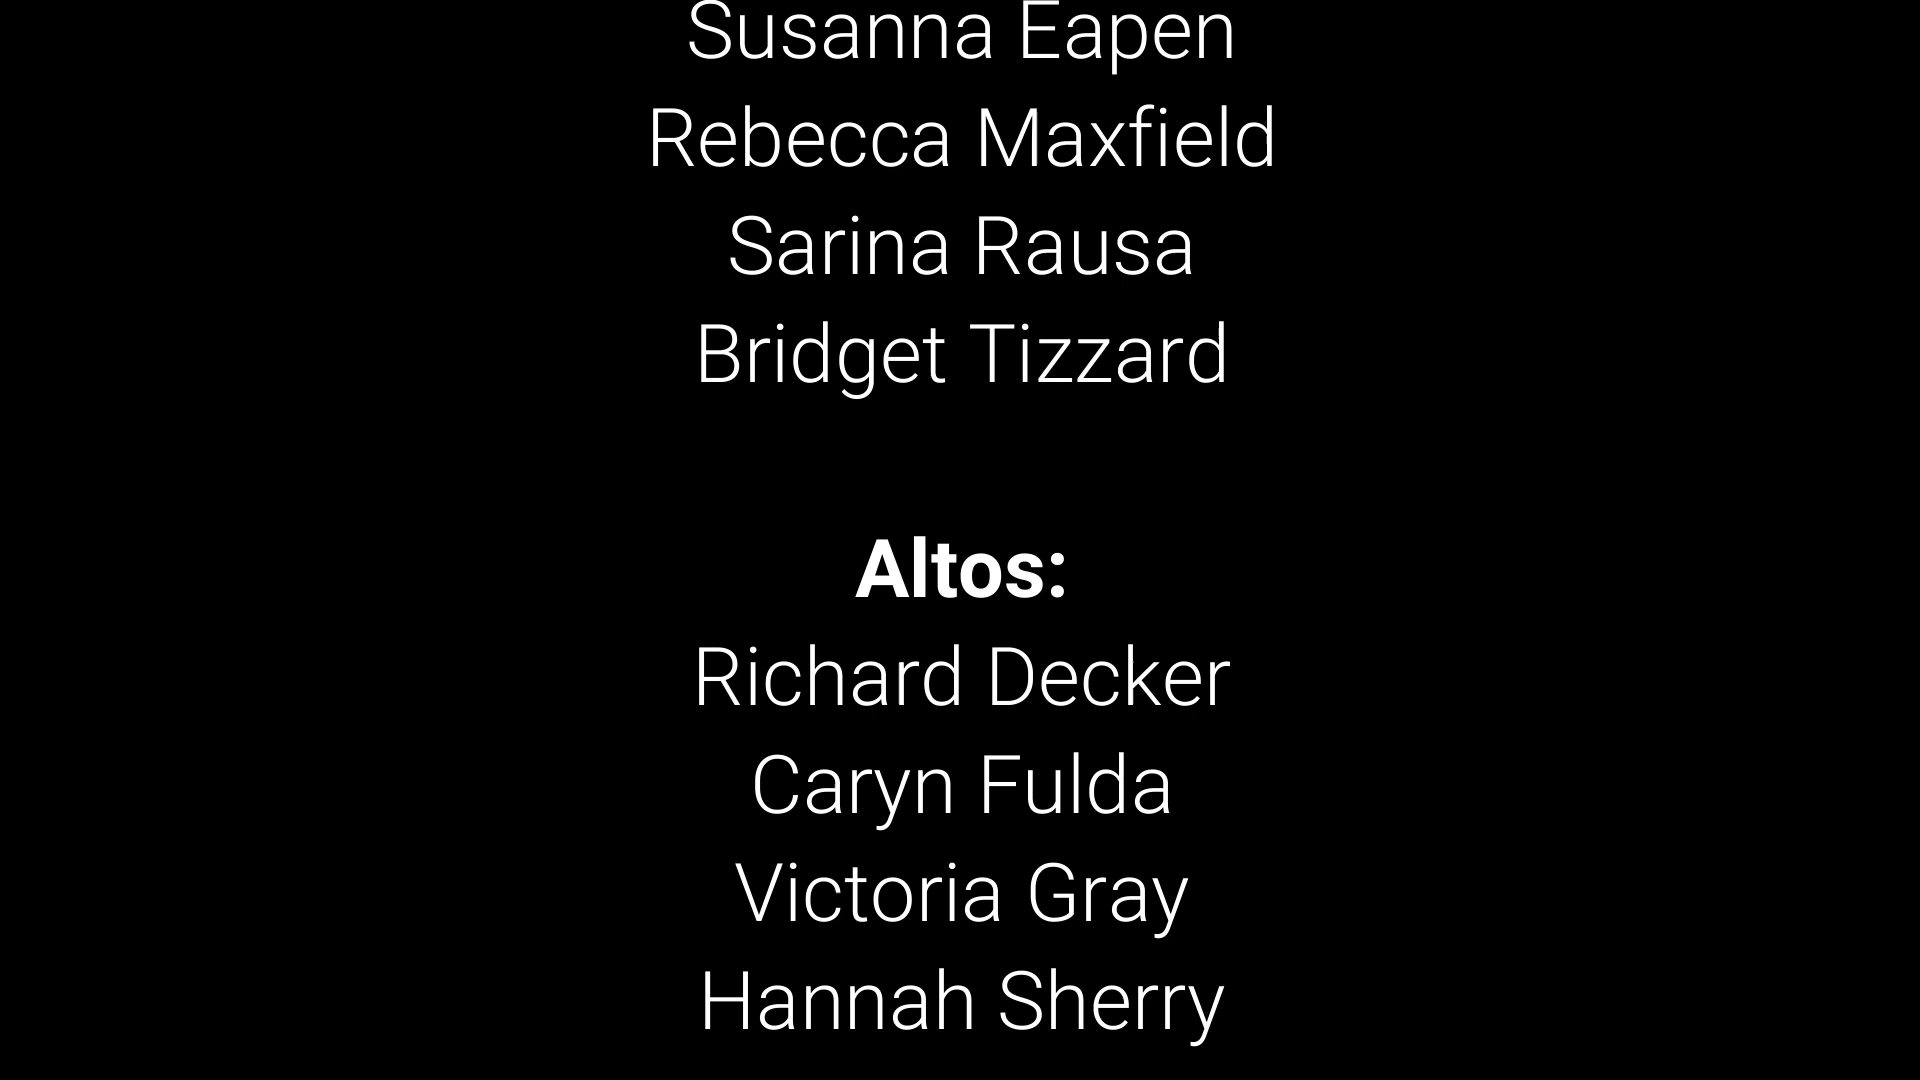 Susanna Eapen
Rebecca Maxfield
Sarina Rausa
Bridget Tizzard
Altos:
Richard Decker
Caryn Fulda
Victoria Gray
Hannah Sherry